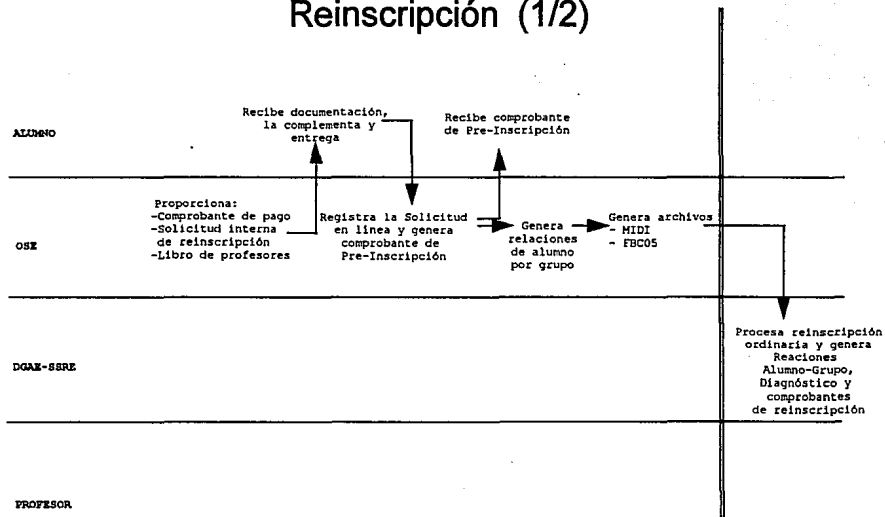 Reinscripción (1/2)
ALUMNO
Recibe documentación,
la complementa y
entrega
Recibe comprobante
de Pre-Inscripción
OSE
Proporciona:
-Comprobante de pago
-Solicitud interna
de reinscripción
-Libro de profesores
Registra la Solicitud
en línea y genera
comprobante de
Pre-Inscripción
Genera
relaciones
de alumno
por grupo
Genera archivos
- MIDI
- FBC05
DGAE-SSRE
Procesa reinscripción
ordinaria y genera
Reaciones
Alumno-Grupo,
Diagnóstico y
comprobantes
de reinscripción
PROFESOR